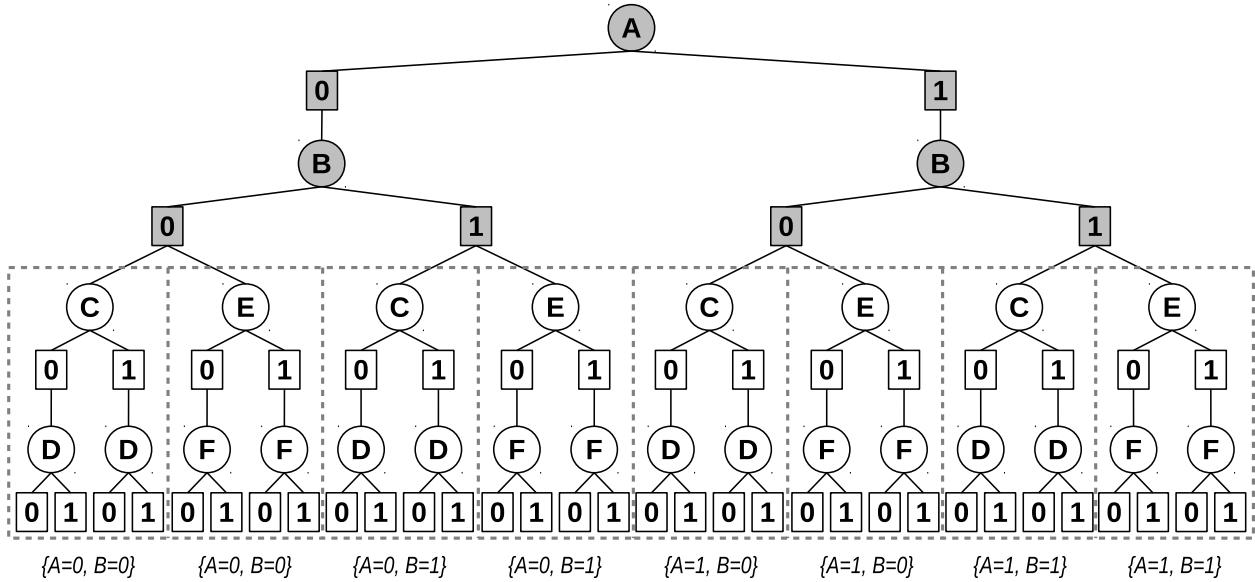 A
0 1
B B
0 1 0 1
C E C E C E C E
0 1 0 1 0 1 0 1 0 1 0 1 0 1 0 1
D D F F D D F F D D F F D D F F
0 1 0 1 0 1 0 1 0 1 0 1 0 1 0 1 0 1 0 1 0 1 0 1 0 1 0 1 0 1 0 1
{A=0, B=0} {A=0, B=0} {A=0, B=1} {A=0, B=1} {A=1, B=0} {A=1, B=0} {A=1, B=1} {A=1, B=1}